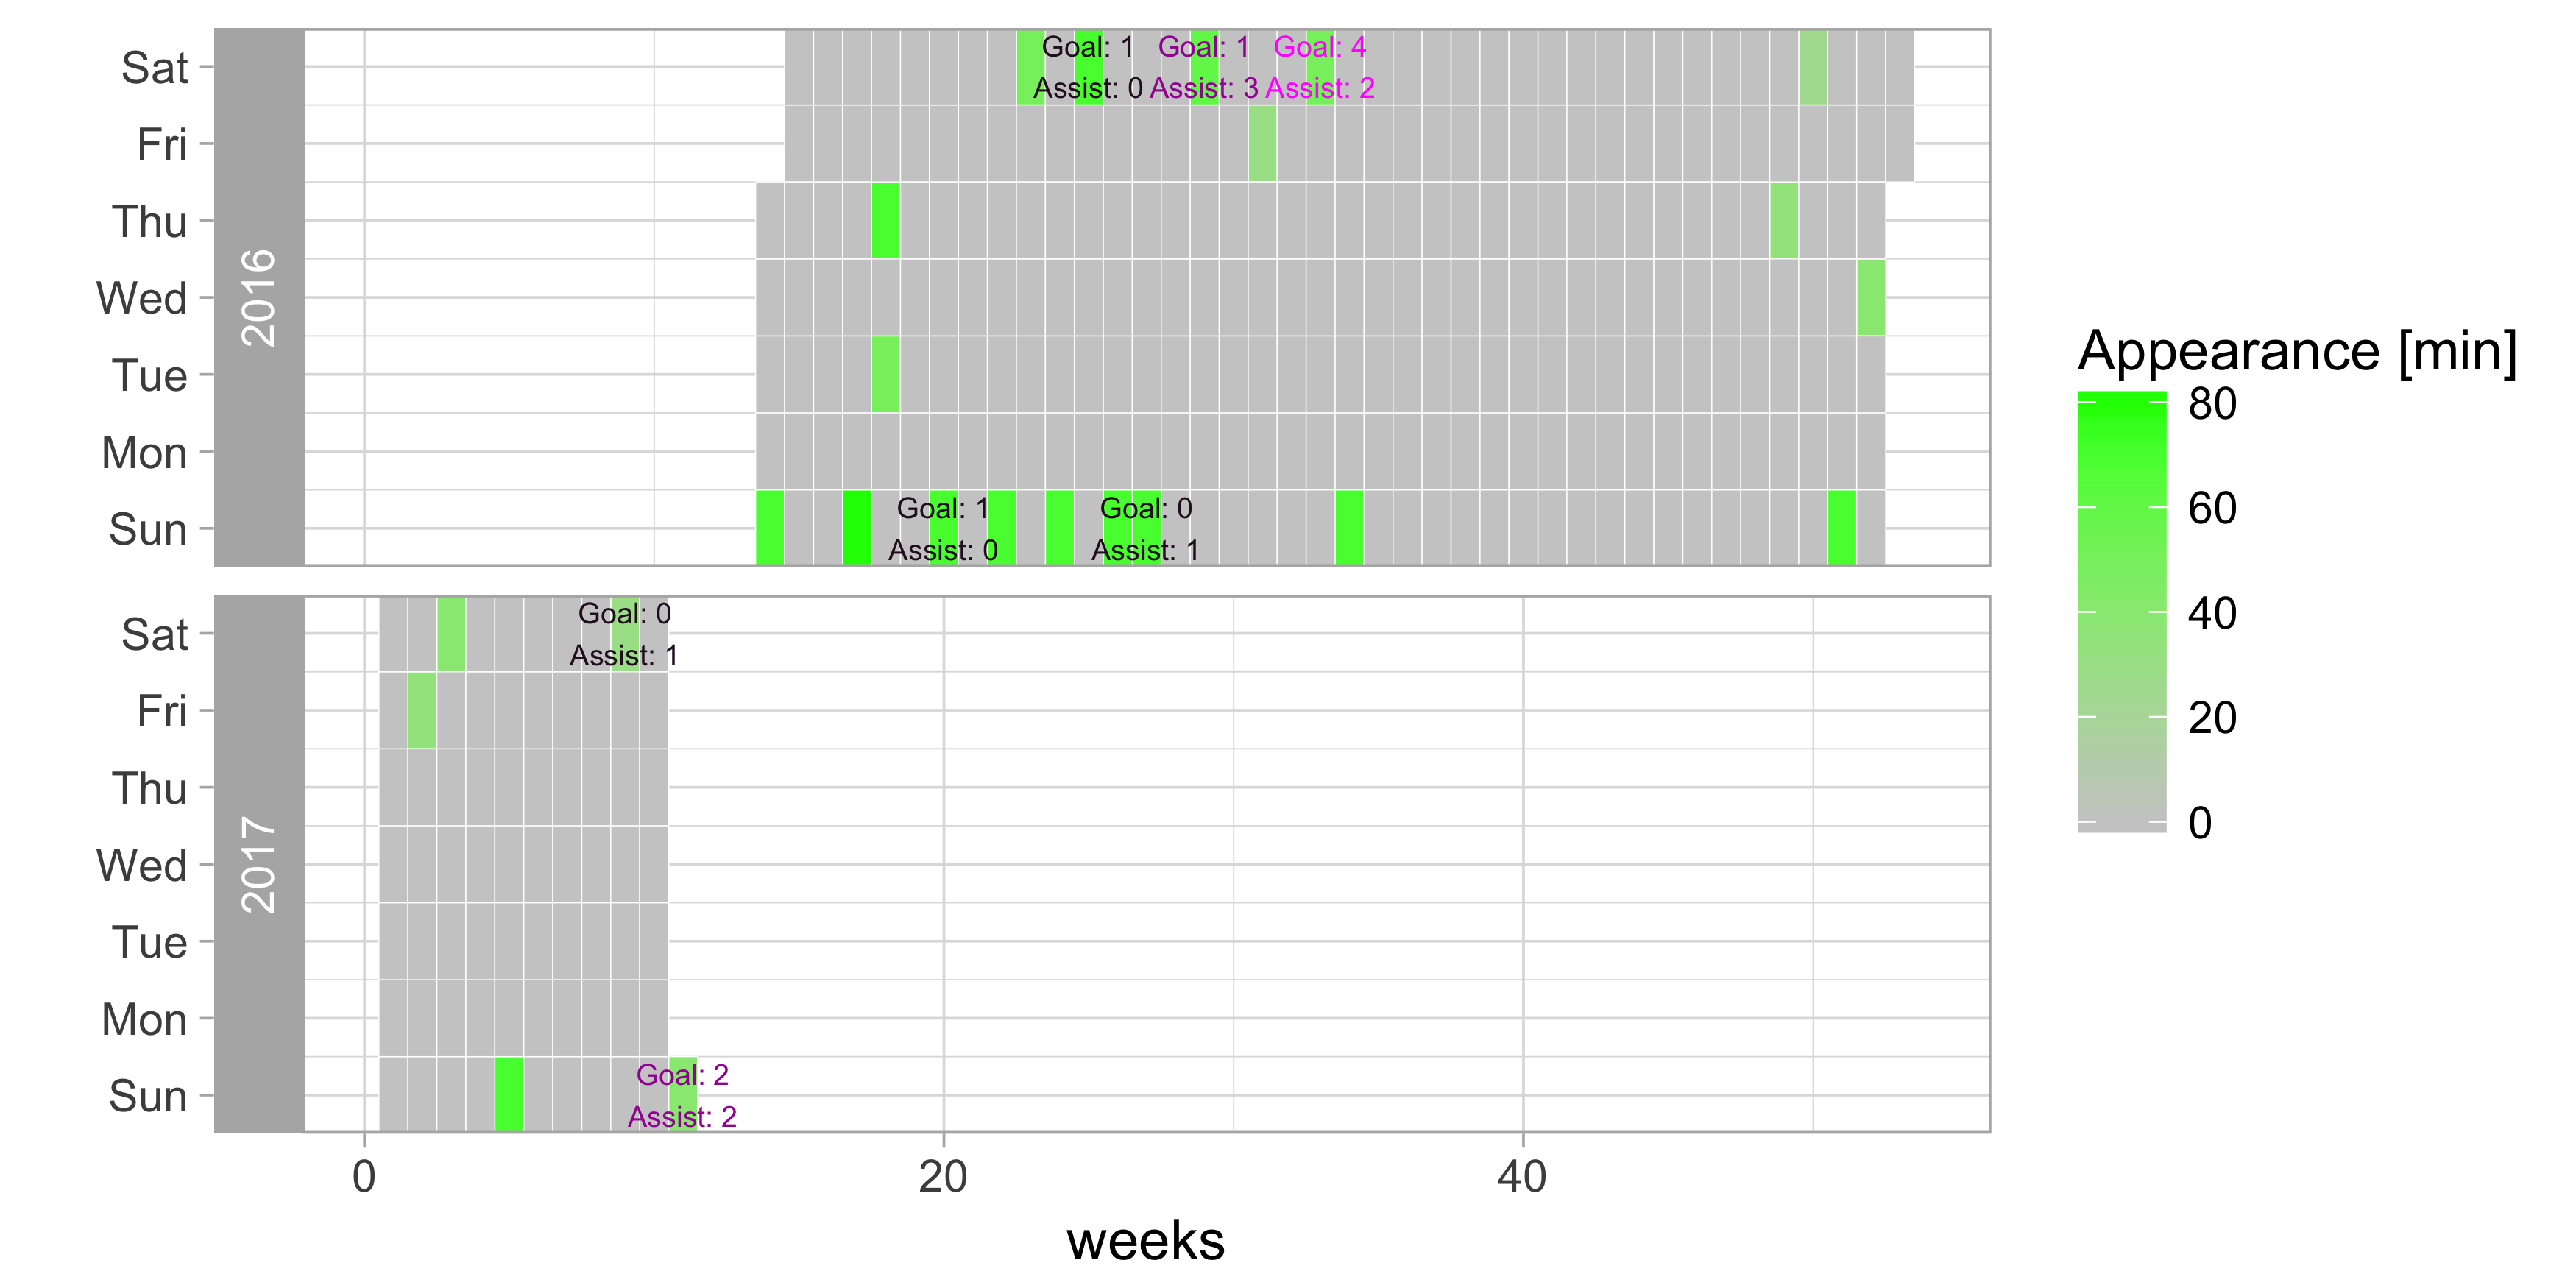 2016
Sat
Fri
Thu
Wed
Tue
Mon
Sun
Goal: 1 Goal: 1 Goal: 4
Assist: 0 Assist: 3 Assist: 2
Goal: 1 Goal: 0
Assist: 0 Assist: 1
2017
Sat
Fri
Thu
Wed
Tue
Mon
Sun
Goal: 0
Assist: 1
Goal: 2
Assist: 2
0 20 40
weeks
Appearance [min]
80
60
40
20
0